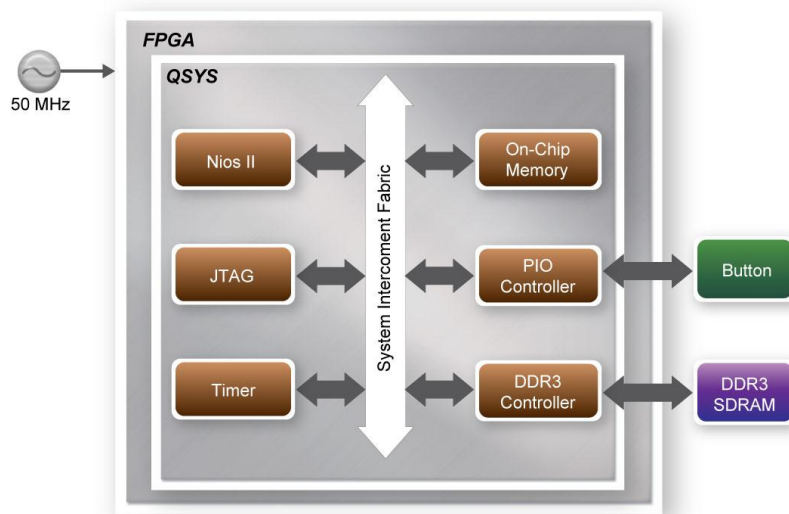 FPGA
QSYS
50 MHz
Nios II
On-Chip
Memory
System Intercoment Fabric
JTAG
PIO
Controller
Button
Timer
DDR3
Controller
DDR3
SDRAM